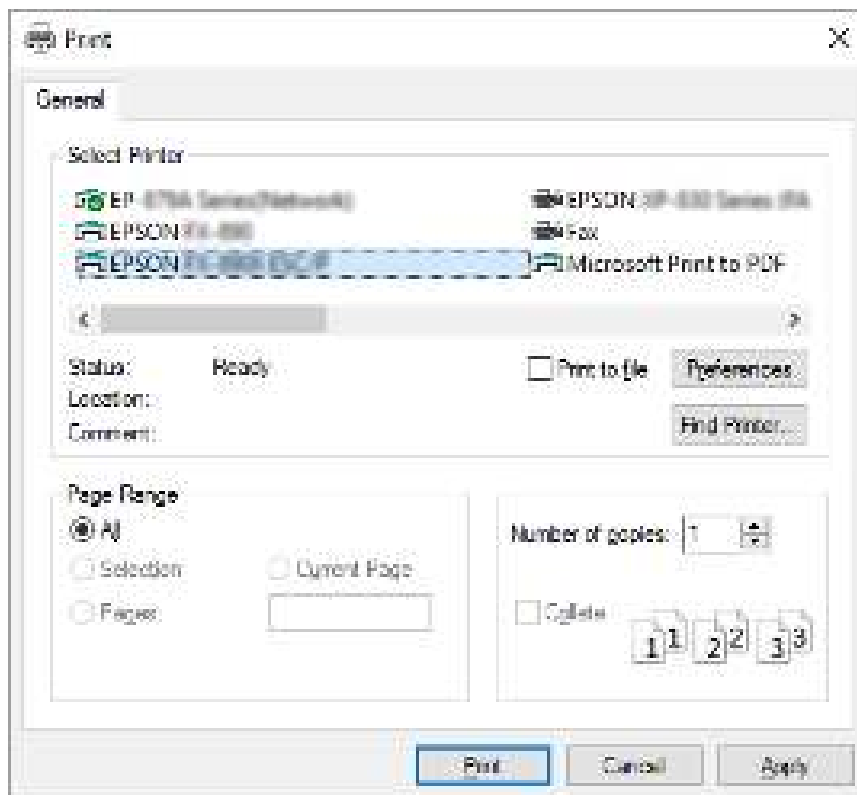 Print
General
Select Printer
EP
EPSON
EPSON
EPSON
Fax
Microsoft Print to PDF
Status: Ready
Location:
Comment:
Print to file
Preferences
Find Printer...
Page Range
All
Selection
Current Page
Pages:
Number of copies: 1
Collate
1 1 2 2 3 3
Print Cancel Apply